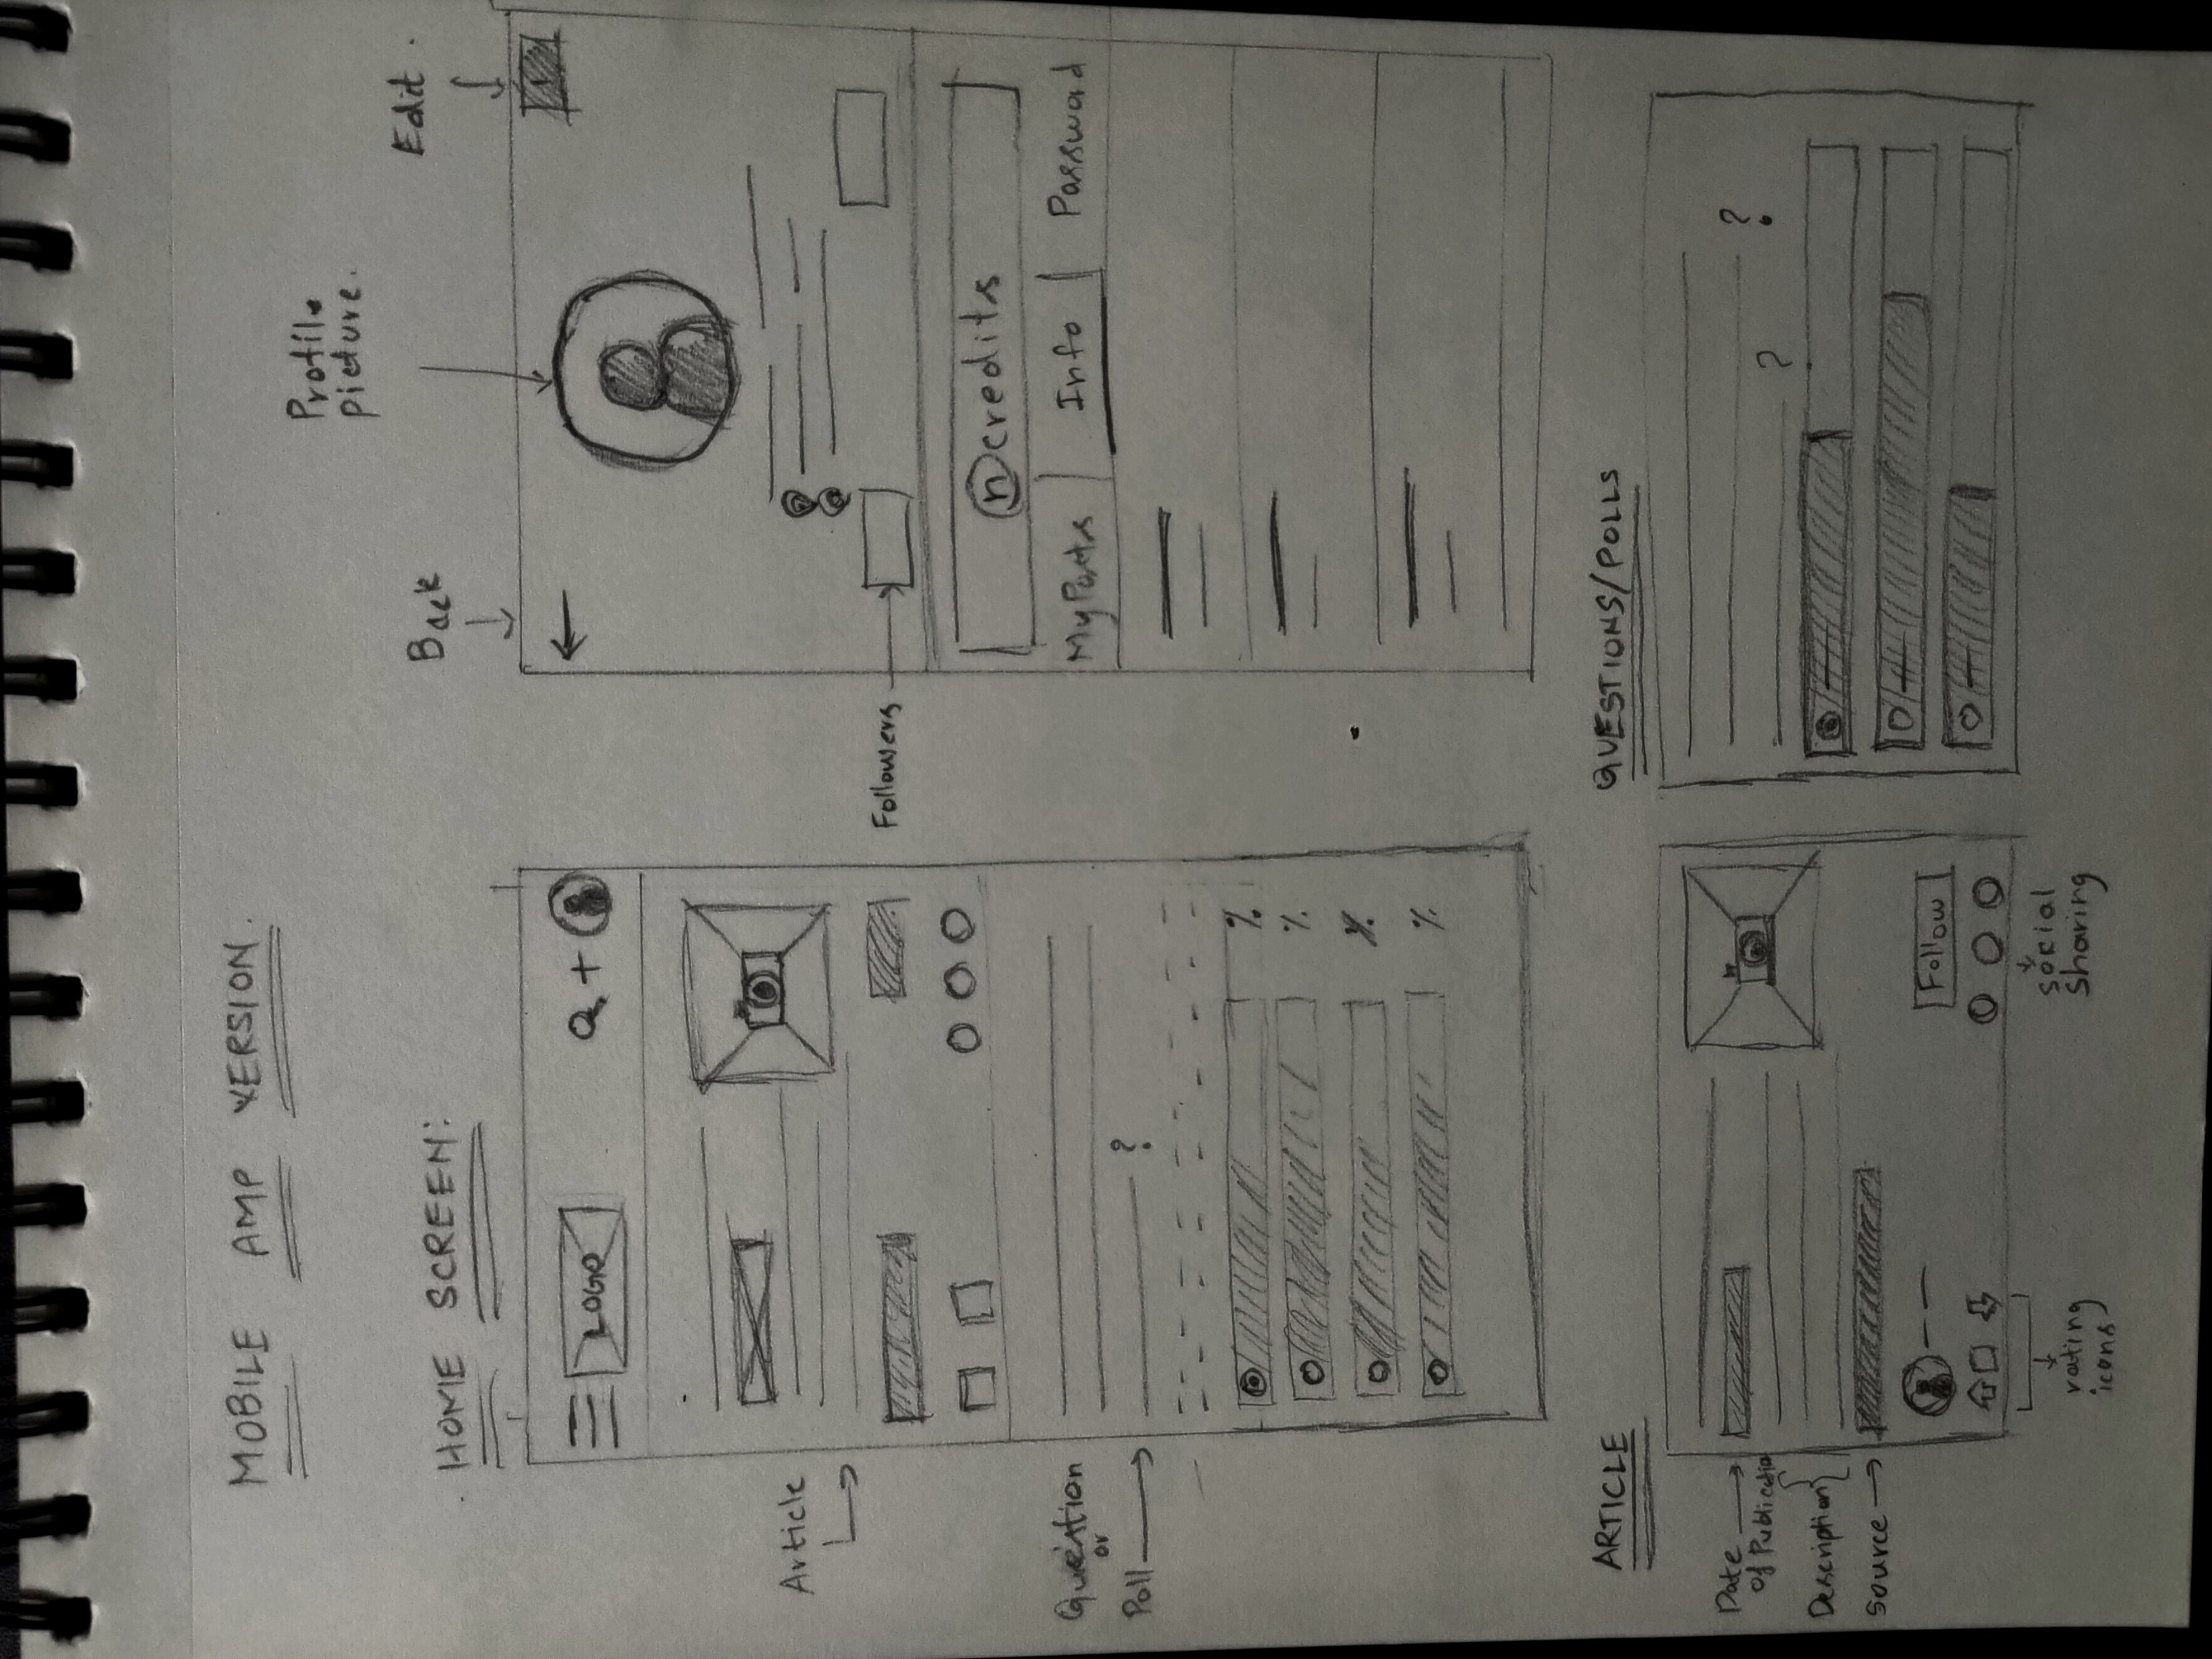 MOBILE AMP VERSION.
Profile
picture.
Back
Edit.
HOME SCREEN:
LOGO
Article
Followers
n credits
Question
or
Poll
?
My Posts
Info
Password
%
%
%
%
ARTICLE
QUESTIONS/POLLS
Date
of Publication
Description
Source
?
?
Follow
rating
icons
social
sharing